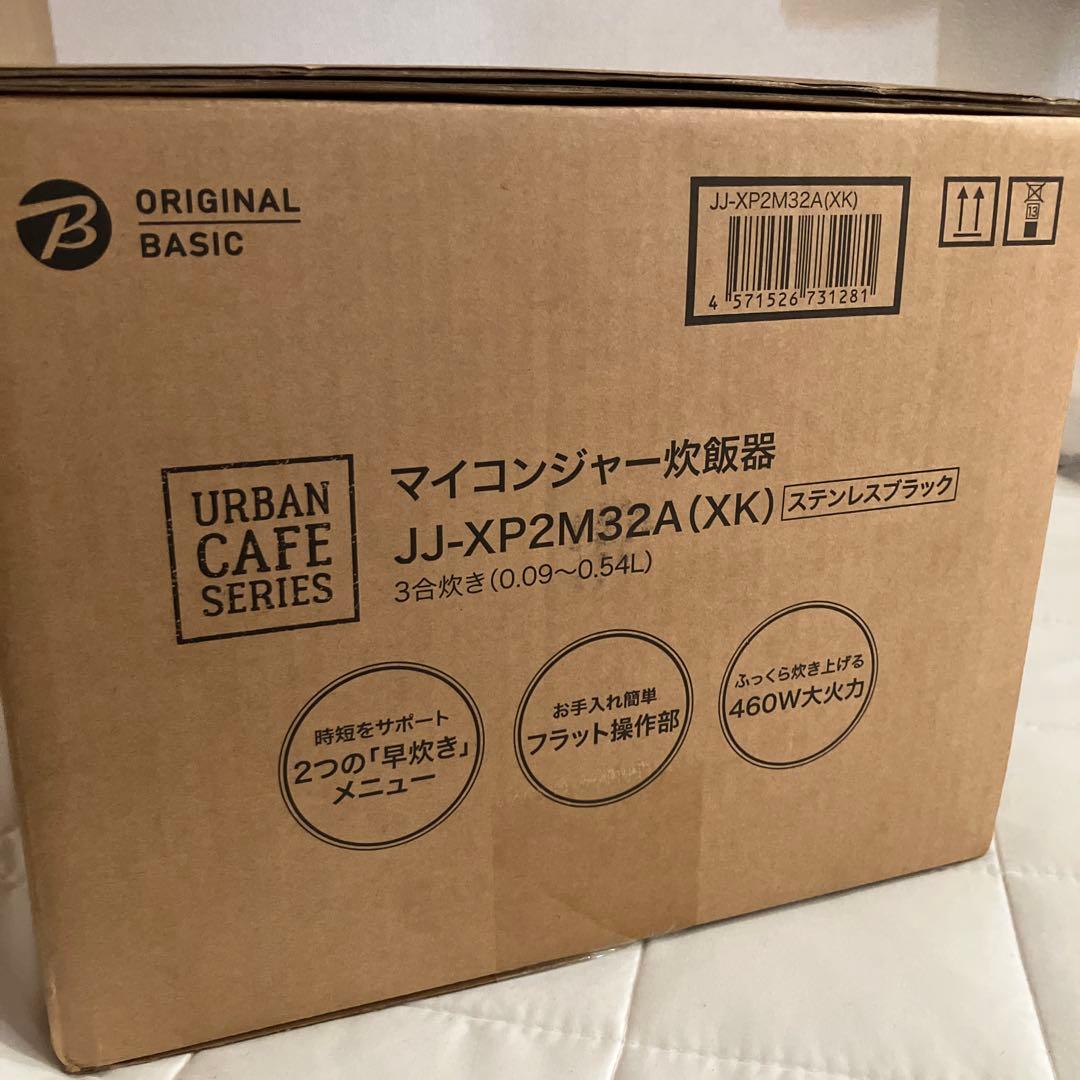 B
ORIGINAL
BASIC
JJ-XP2M32A(XK)
4 571526 731281
13
URBAN
CAFE
SERIES
マイコンジャー炊飯器
JJ-XP2M32A(XK) ステンレスブラック
3合炊き(0.09〜0.54L)
時短をサポート
2つの「早炊き」
メニュー
お手入れ簡単
フラット操作部
ふっくら炊き上げる
460W大火力